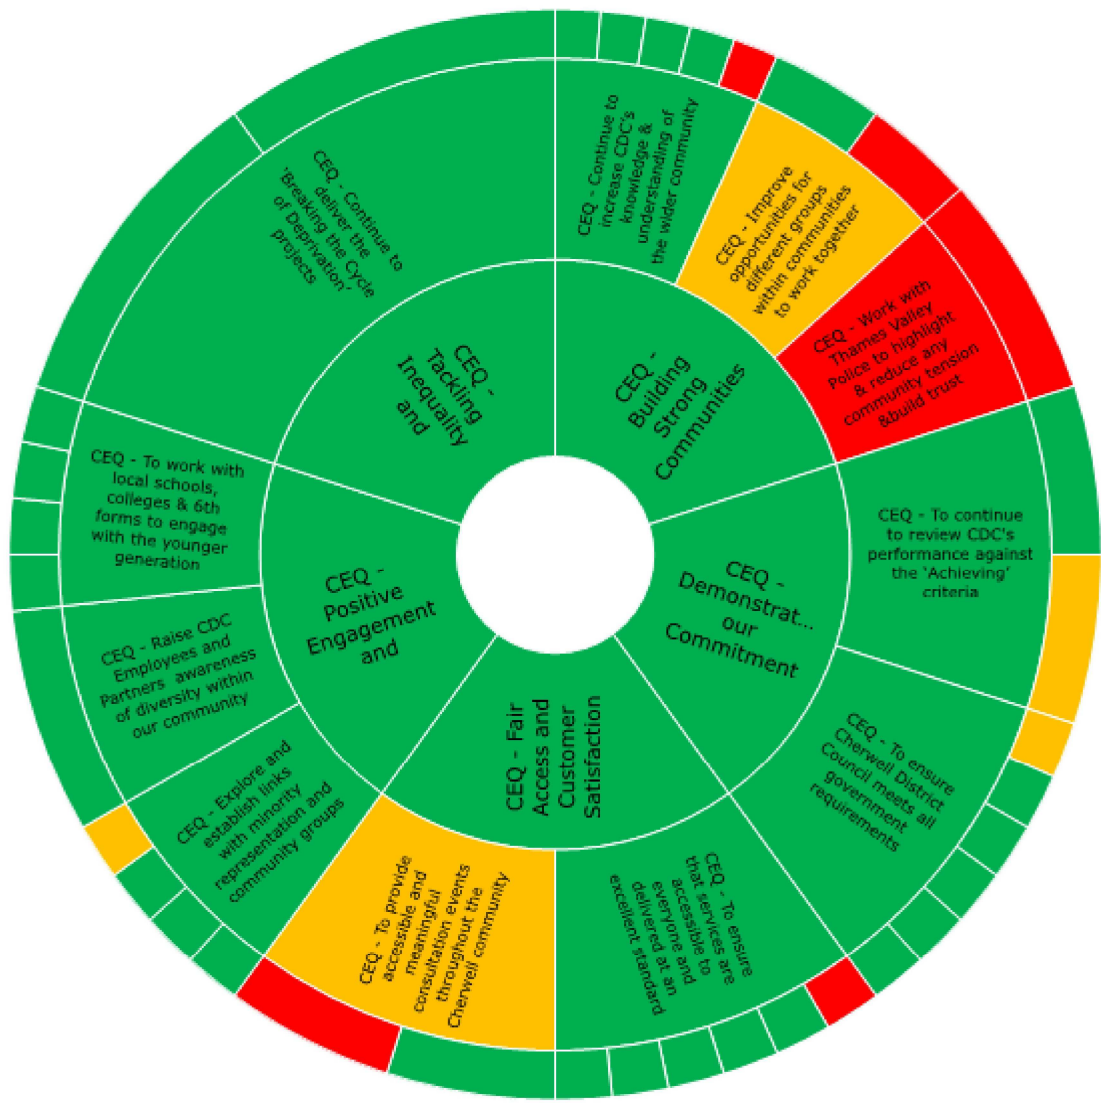 CEQ - Continue to
increase CDC's
knowledge &
understanding of
the wider community
CEQ - Improve
opportunities for
different groups
within communities
to work together
CEQ - Work with
Thames Valley
Police to highlight
& reduce any
community tension
&build trust
CEQ - To continue
to review CDC's
performance against
the 'Achieving'
criteria
CEQ - To ensure
Cherwell District
Council meets all
government
requirements
CEQ - To ensure
that services are
accessible to
everyone and
delivered at an
excellent standard
CEQ - To provide
accessible and
meaningful
consultation events
throughout the
Cherwell community
CEQ - Explore and
establish links
with minority
representation and
community groups
CEQ - Raise CDC
Employees and
Partners  awareness
of diversity within
our community
CEQ - To work with
local schools,
colleges & 6th
forms to engage
with the younger
generation
CEQ - Continue to
deliver the
'Breaking the Cycle
of Deprivation'
projects
CEQ -
Building
Strong
Communities
CEQ -
Demonstrat...
our
Commitment
CEQ - Fair
Access and
Customer
Satisfaction
CEQ -
Positive
Engagement
and
CEQ -
Tackling
Inequality
and